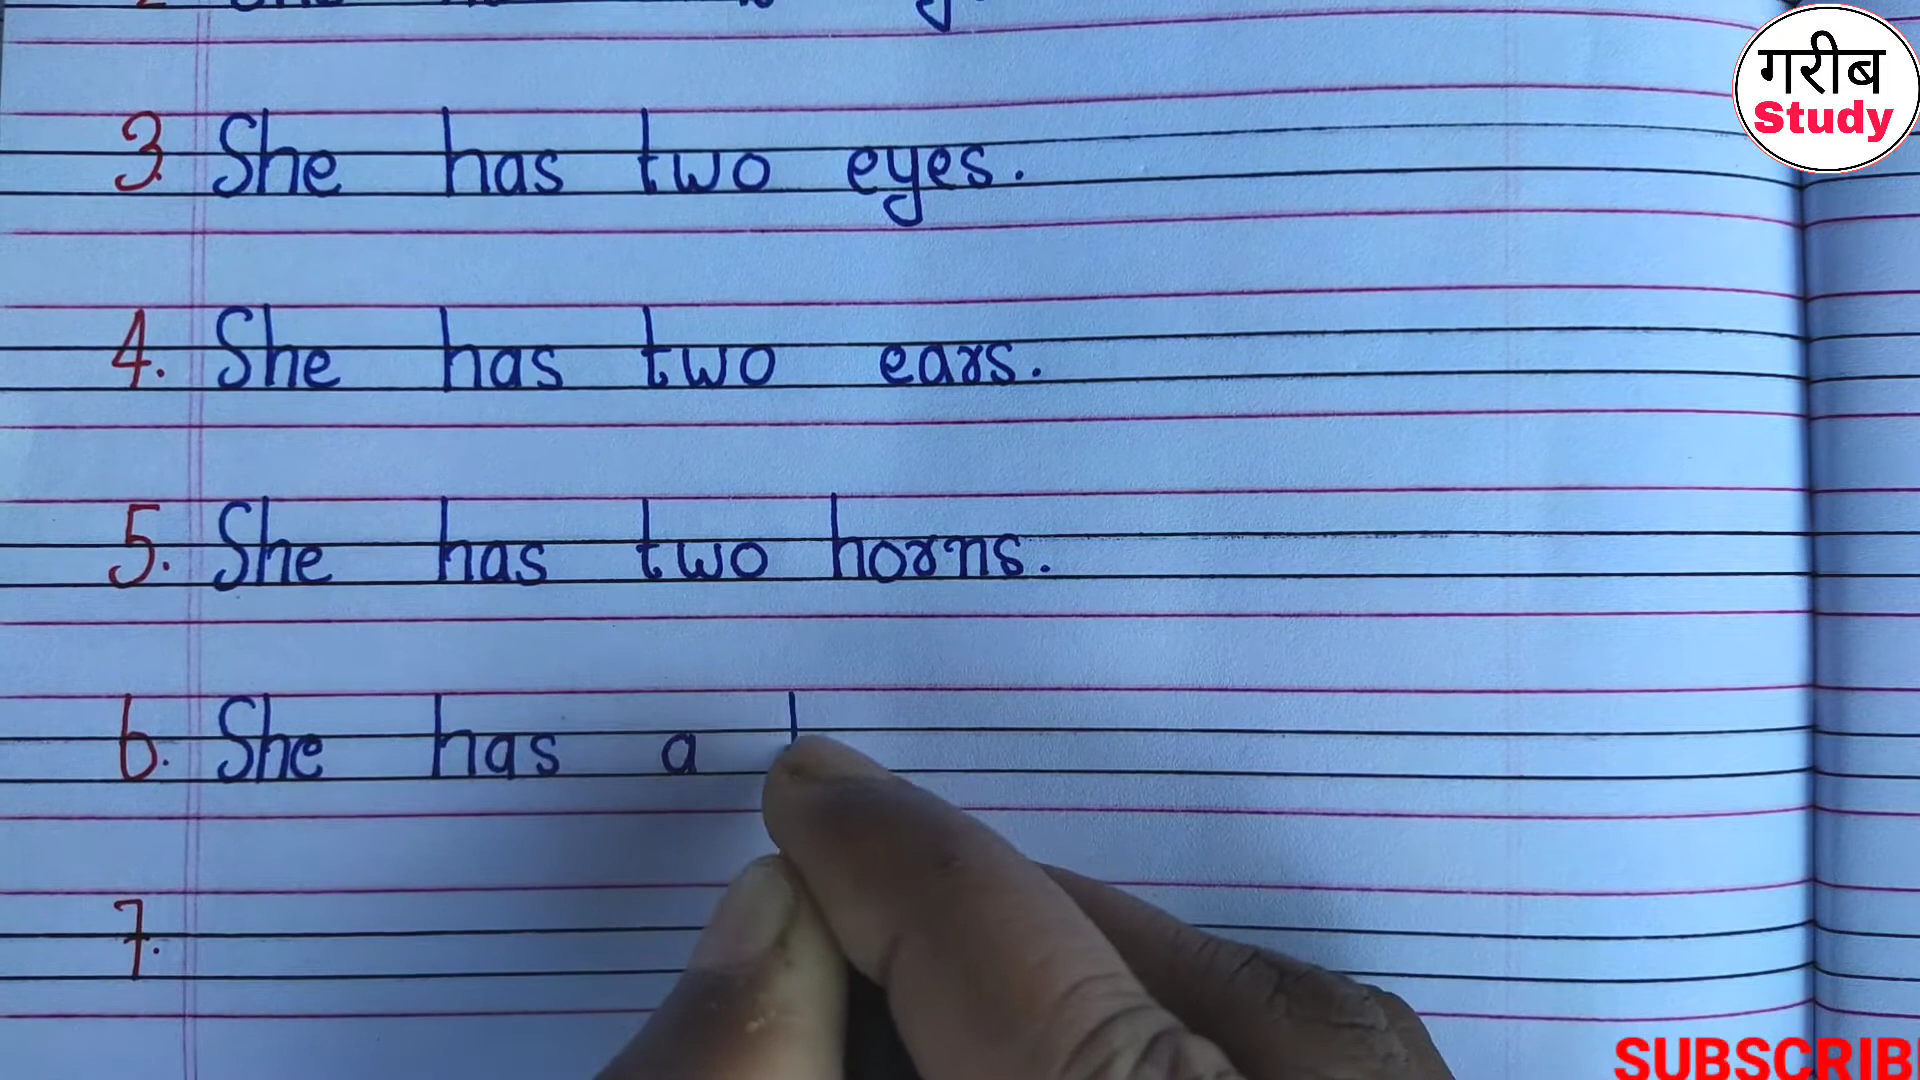 गरीब
Study
3. She has two eyes.
4. She has two ears.
5. She has two horns.
6. She has a
7.
SUBSCRIB